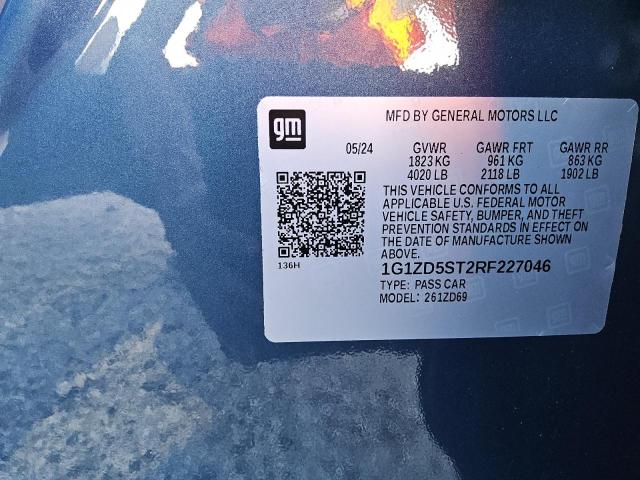 gm
MFD BY GENERAL MOTORS LLC
05/24 GVWR GAWR FRT GAWR RR
1823 KG 961 KG 863 KG
4020 LB 2118 LB 1902 LB
THIS VEHICLE CONFORMS TO ALL
APPLICABLE U.S. FEDERAL MOTOR
VEHICLE SAFETY, BUMPER, AND THEFT
PREVENTION STANDARDS IN EFFECT ON
THE DATE OF MANUFACTURE SHOWN
ABOVE.
136H
1G1ZD5ST2RF227046
TYPE: PASS CAR
MODEL: 261ZD69